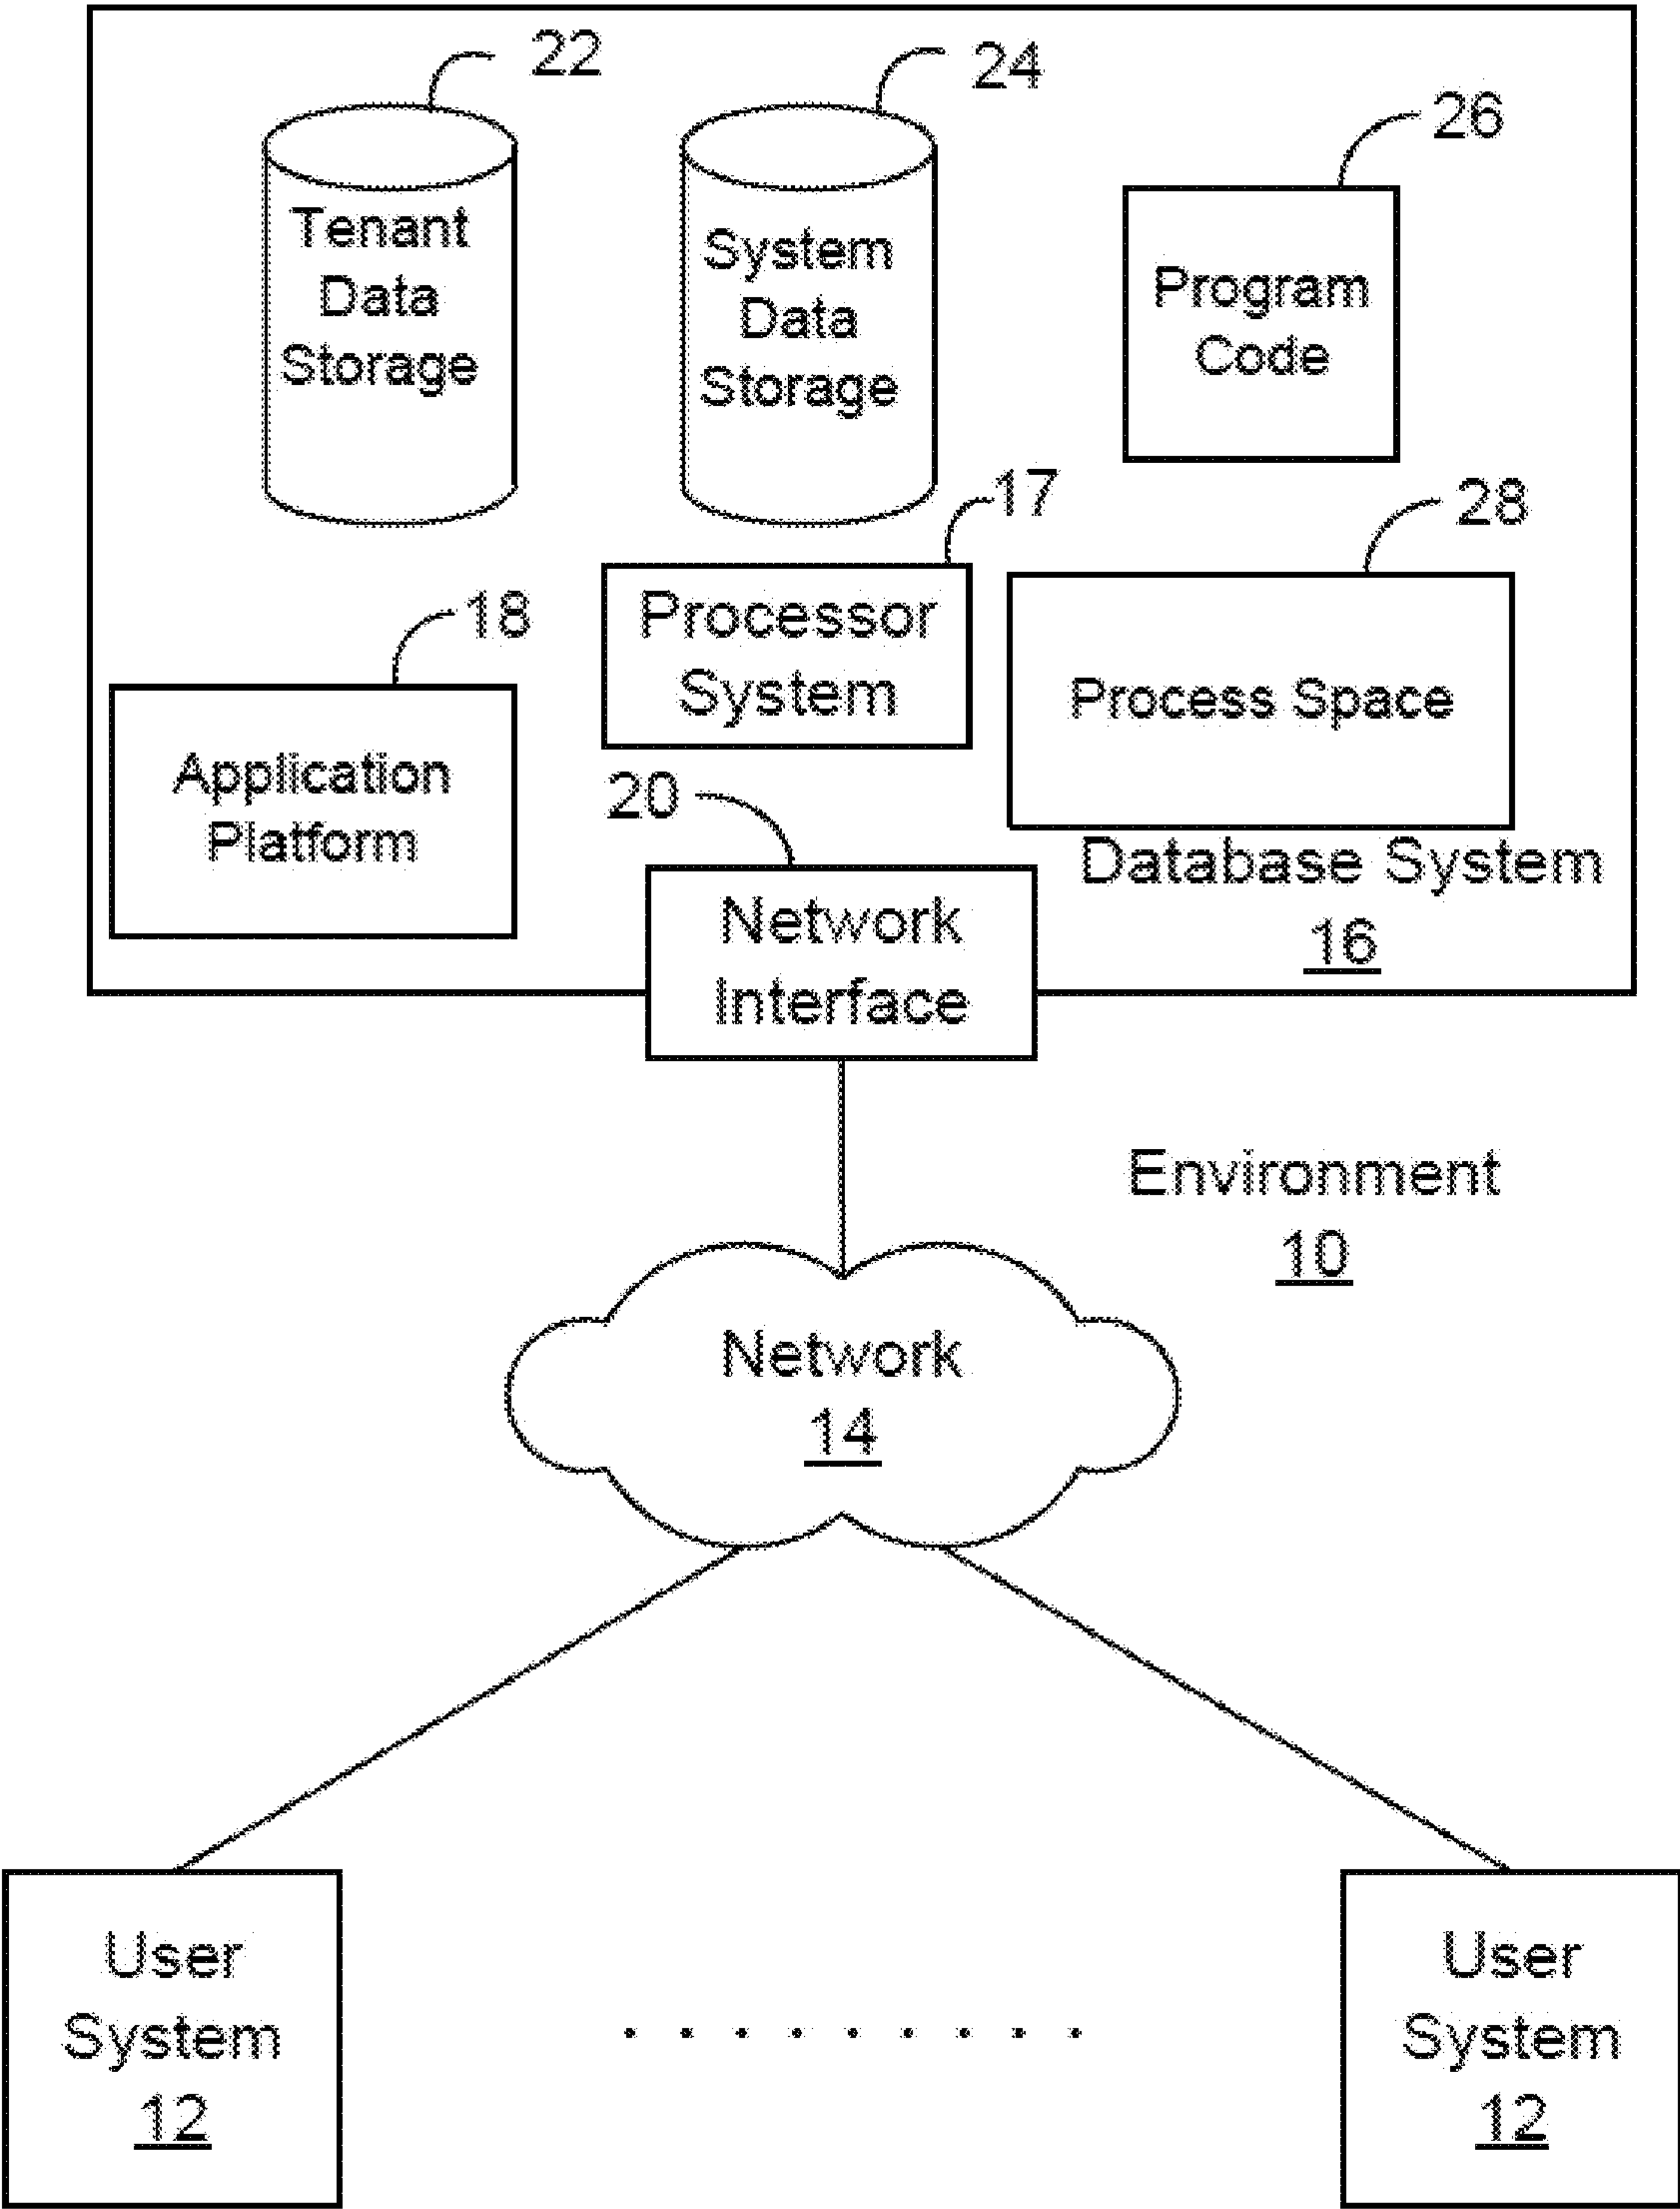 22
24
26
Tenant
Data
Storage
System
Data
Storage
Program
Code
17
28
18
Processor
System
Process Space
Application
Platform
20
Database System
16
Network
Interface
Environment
10
Network
14
User
System
12
User
System
12